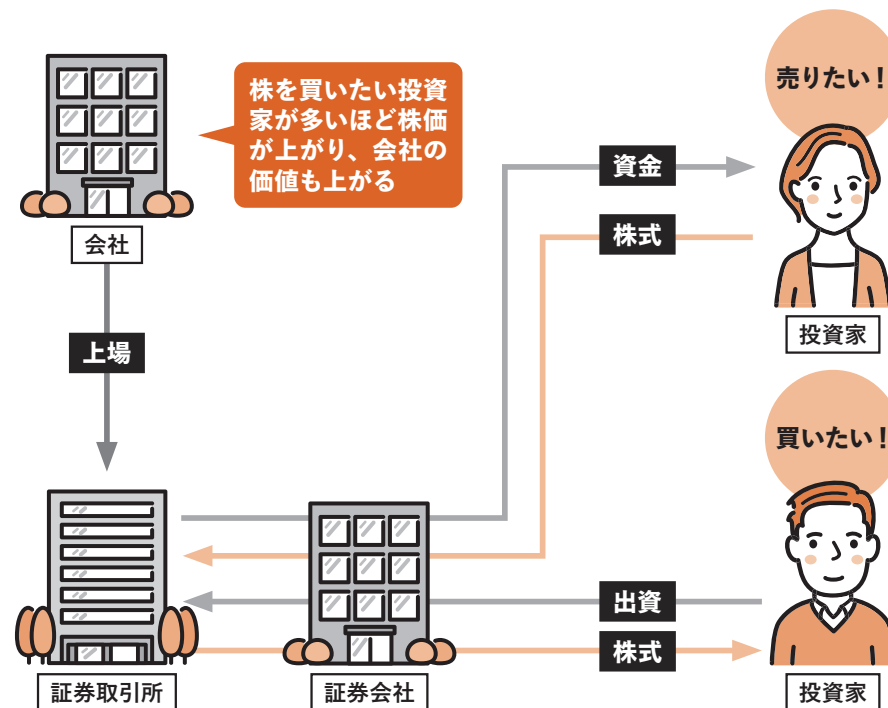 売りたい！
株を買いたい投資
家が多いほど株価
が上がり、会社の
価値も上がる
資金
株式
会社
投資家
上場
買いたい！
出資
株式
証券取引所
証券会社
投資家